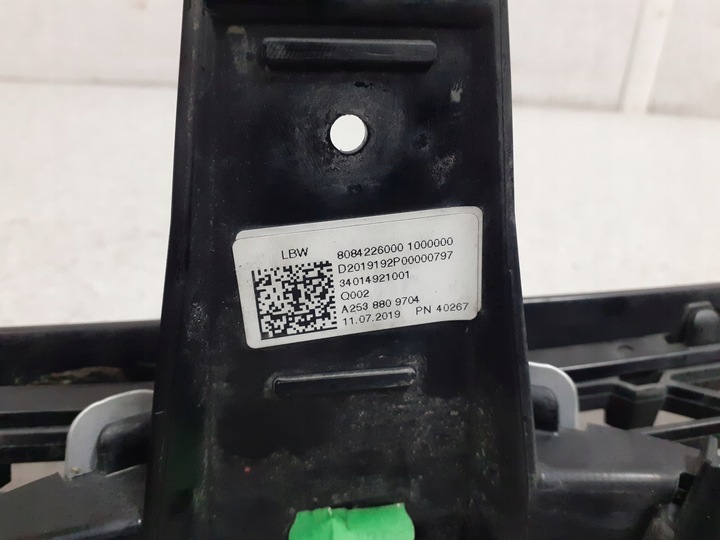 LBW 8084226000 1000000
D2019192P00000797
34014921001
Q002
A253 880 9704
11.07.2019 PN 40267